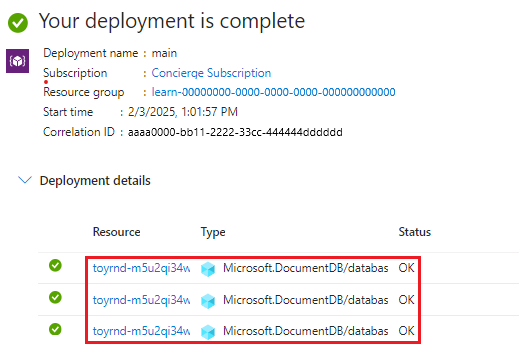 Your deployment is complete
Deployment name : main
Subscription : Concierge Subscription
Resource group : learn-00000000-0000-0000-0000-000000000000
Start time : 2/3/2025, 1:01:57 PM
Correlation ID : aaaa0000-bb11-2222-33cc-444444dddddd
Deployment details
Resource Type Status
toyrnd-m5u2qi34w Microsoft.DocumentDB/databas OK
toyrnd-m5u2qi34w Microsoft.DocumentDB/databas OK
toyrnd-m5u2qi34w Microsoft.DocumentDB/databas OK